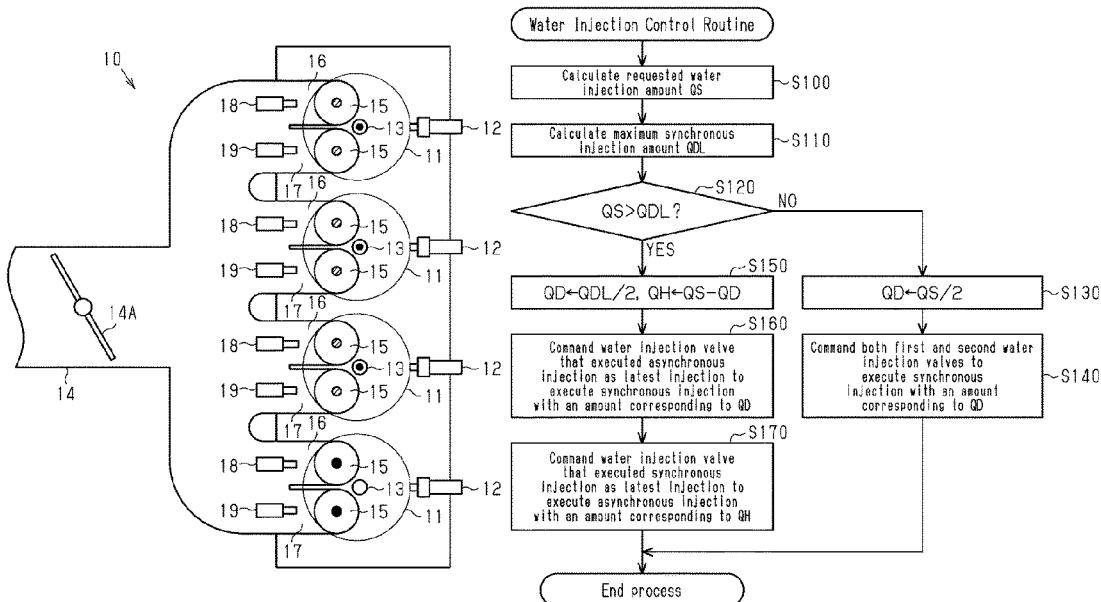 10
16
18
15
13
12
19
15
11
17
16
18
15
13
12
19
15
11
17
16
14A
18
15
13
12
14
19
15
11
17
16
18
15
13
12
19
15
11
17
Water Injection Control Routine
Calculate requested water
injection amount QS
S100
Calculate maximum synchronous
injection amount QDL
S110
S120
QS>QDL?
NO
YES
S150
QD←QDL/2, QH←QS-QD
QD←QS/2
S130
S160
Command water injection valve
that executed asynchronous
injection as latest injection to
execute synchronous injection
with an amount corresponding to QD
Command both first and second water
injection valves to
execute synchronous
injection with an amount
corresponding to QD
S140
S170
Command water injection valve
that executed synchronous
injection as latest injection to
execute asynchronous injection
with an amount corresponding to QH
End process